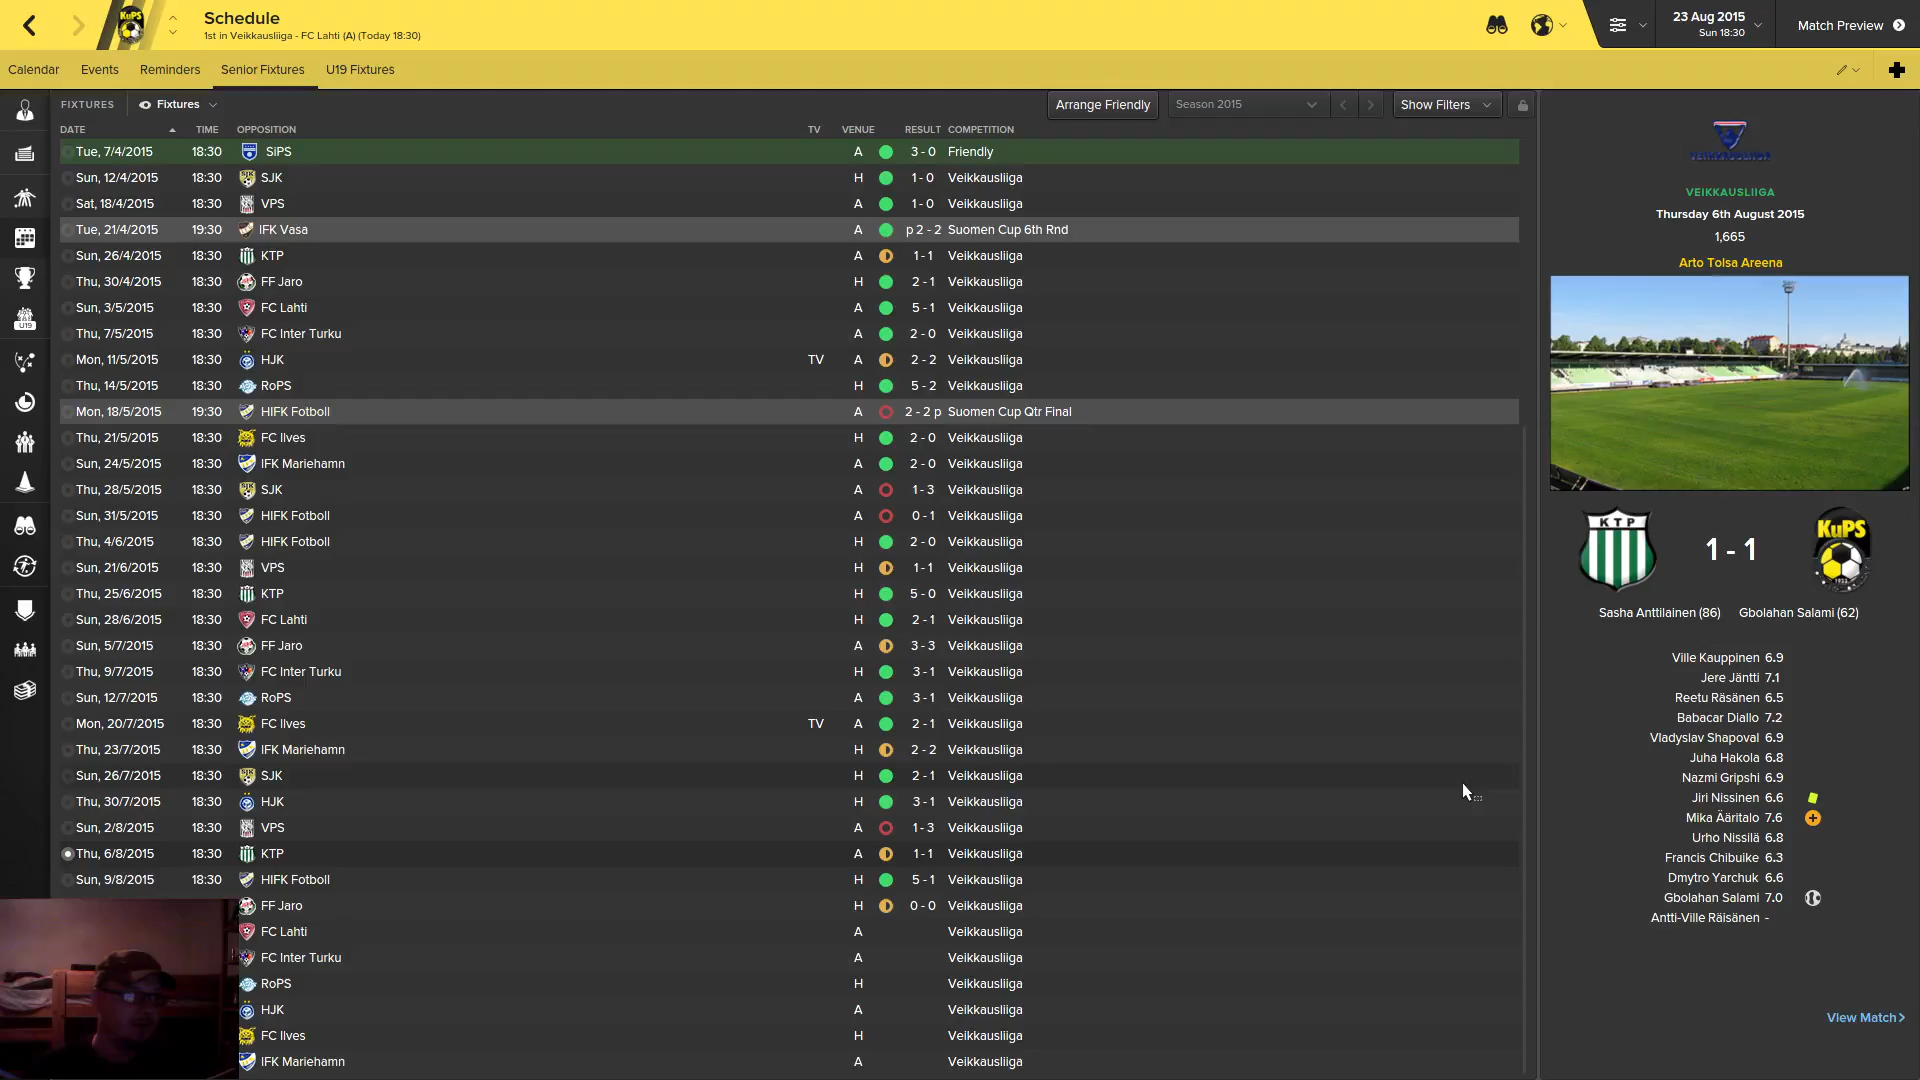 Schedule
1st in Veikkausliiga - FC Lahti (A) (Today 18:30)
23 Aug 2015
Sun 18:30
Match Preview
Calendar Events Reminders Senior Fixtures U19 Fixtures
FIXTURES Fixtures Arrange Friendly Season 2015 Show Filters
DATE TIME OPPOSITION TV VENUE RESULT COMPETITION
Tue, 7/4/2015 18:30 SiPS A 3 - 0 Friendly
Sun, 12/4/2015 18:30 SJK H 1 - 0 Veikkausliiga
Sat, 18/4/2015 18:30 VPS A 1 - 0 Veikkausliiga
Tue, 21/4/2015 19:30 IFK Vasa A p 2 - 2 Suomen Cup 6th Rnd
Sun, 26/4/2015 18:30 KTP A 1 - 1 Veikkausliiga
Thu, 30/4/2015 18:30 FF Jaro H 2 - 1 Veikkausliiga
Sun, 3/5/2015 18:30 FC Lahti A 5 - 1 Veikkausliiga
Thu, 7/5/2015 18:30 FC Inter Turku A 2 - 0 Veikkausliiga
Mon, 11/5/2015 18:30 HJK TV A 2 - 2 Veikkausliiga
Thu, 14/5/2015 18:30 RoPS H 5 - 2 Veikkausliiga
Mon, 18/5/2015 19:30 HIFK Fotboll A 2 - 2 p Suomen Cup Qtr Final
Thu, 21/5/2015 18:30 FC Ilves H 2 - 0 Veikkausliiga
Sun, 24/5/2015 18:30 IFK Mariehamn A 2 - 0 Veikkausliiga
Thu, 28/5/2015 18:30 SJK A 1 - 3 Veikkausliiga
Sun, 31/5/2015 18:30 HIFK Fotboll A 0 - 1 Veikkausliiga
Thu, 4/6/2015 18:30 HIFK Fotboll H 2 - 0 Veikkausliiga
Sun, 21/6/2015 18:30 VPS H 1 - 1 Veikkausliiga
Thu, 25/6/2015 18:30 KTP H 5 - 0 Veikkausliiga
Sun, 28/6/2015 18:30 FC Lahti H 2 - 1 Veikkausliiga
Sun, 5/7/2015 18:30 FF Jaro A 3 - 3 Veikkausliiga
Thu, 9/7/2015 18:30 FC Inter Turku H 3 - 1 Veikkausliiga
Sun, 12/7/2015 18:30 RoPS A 3 - 1 Veikkausliiga
Mon, 20/7/2015 18:30 FC Ilves TV A 2 - 1 Veikkausliiga
Thu, 23/7/2015 18:30 IFK Mariehamn H 2 - 2 Veikkausliiga
Sun, 26/7/2015 18:30 SJK H 2 - 1 Veikkausliiga
Thu, 30/7/2015 18:30 HJK H 3 - 1 Veikkausliiga
Sun, 2/8/2015 18:30 VPS A 1 - 3 Veikkausliiga
Thu, 6/8/2015 18:30 KTP A 1 - 1 Veikkausliiga
Sun, 9/8/2015 18:30 HIFK Fotboll H 5 - 1 Veikkausliiga
FF Jaro H 0 - 0 Veikkausliiga
FC Lahti A Veikkausliiga
FC Inter Turku A Veikkausliiga
RoPS H Veikkausliiga
HJK A Veikkausliiga
FC Ilves H Veikkausliiga
IFK Mariehamn A Veikkausliiga
U19
VEIKKAUSLIIGA
Thursday 6th August 2015
1,665
Arto Tolsa Areena
KTP 1 - 1 KuPS
Sasha Anttilainen (86) Gbolahan Salami (62)
Ville Kauppinen 6.9
Jere Jäntti 7.1
Reetu Räsänen 6.5
Babacar Diallo 7.2
Vladyslav Shapoval 6.9
Juha Hakola 6.8
Nazmi Gripshi 6.9
Jiri Nissinen 6.6
Mika Ääritalo 7.6
Urho Nissilä 6.8
Francis Chibuike 6.3
Dmytro Yarchuk 6.6
Gbolahan Salami 7.0
Antti-Ville Räisänen -
View Match >